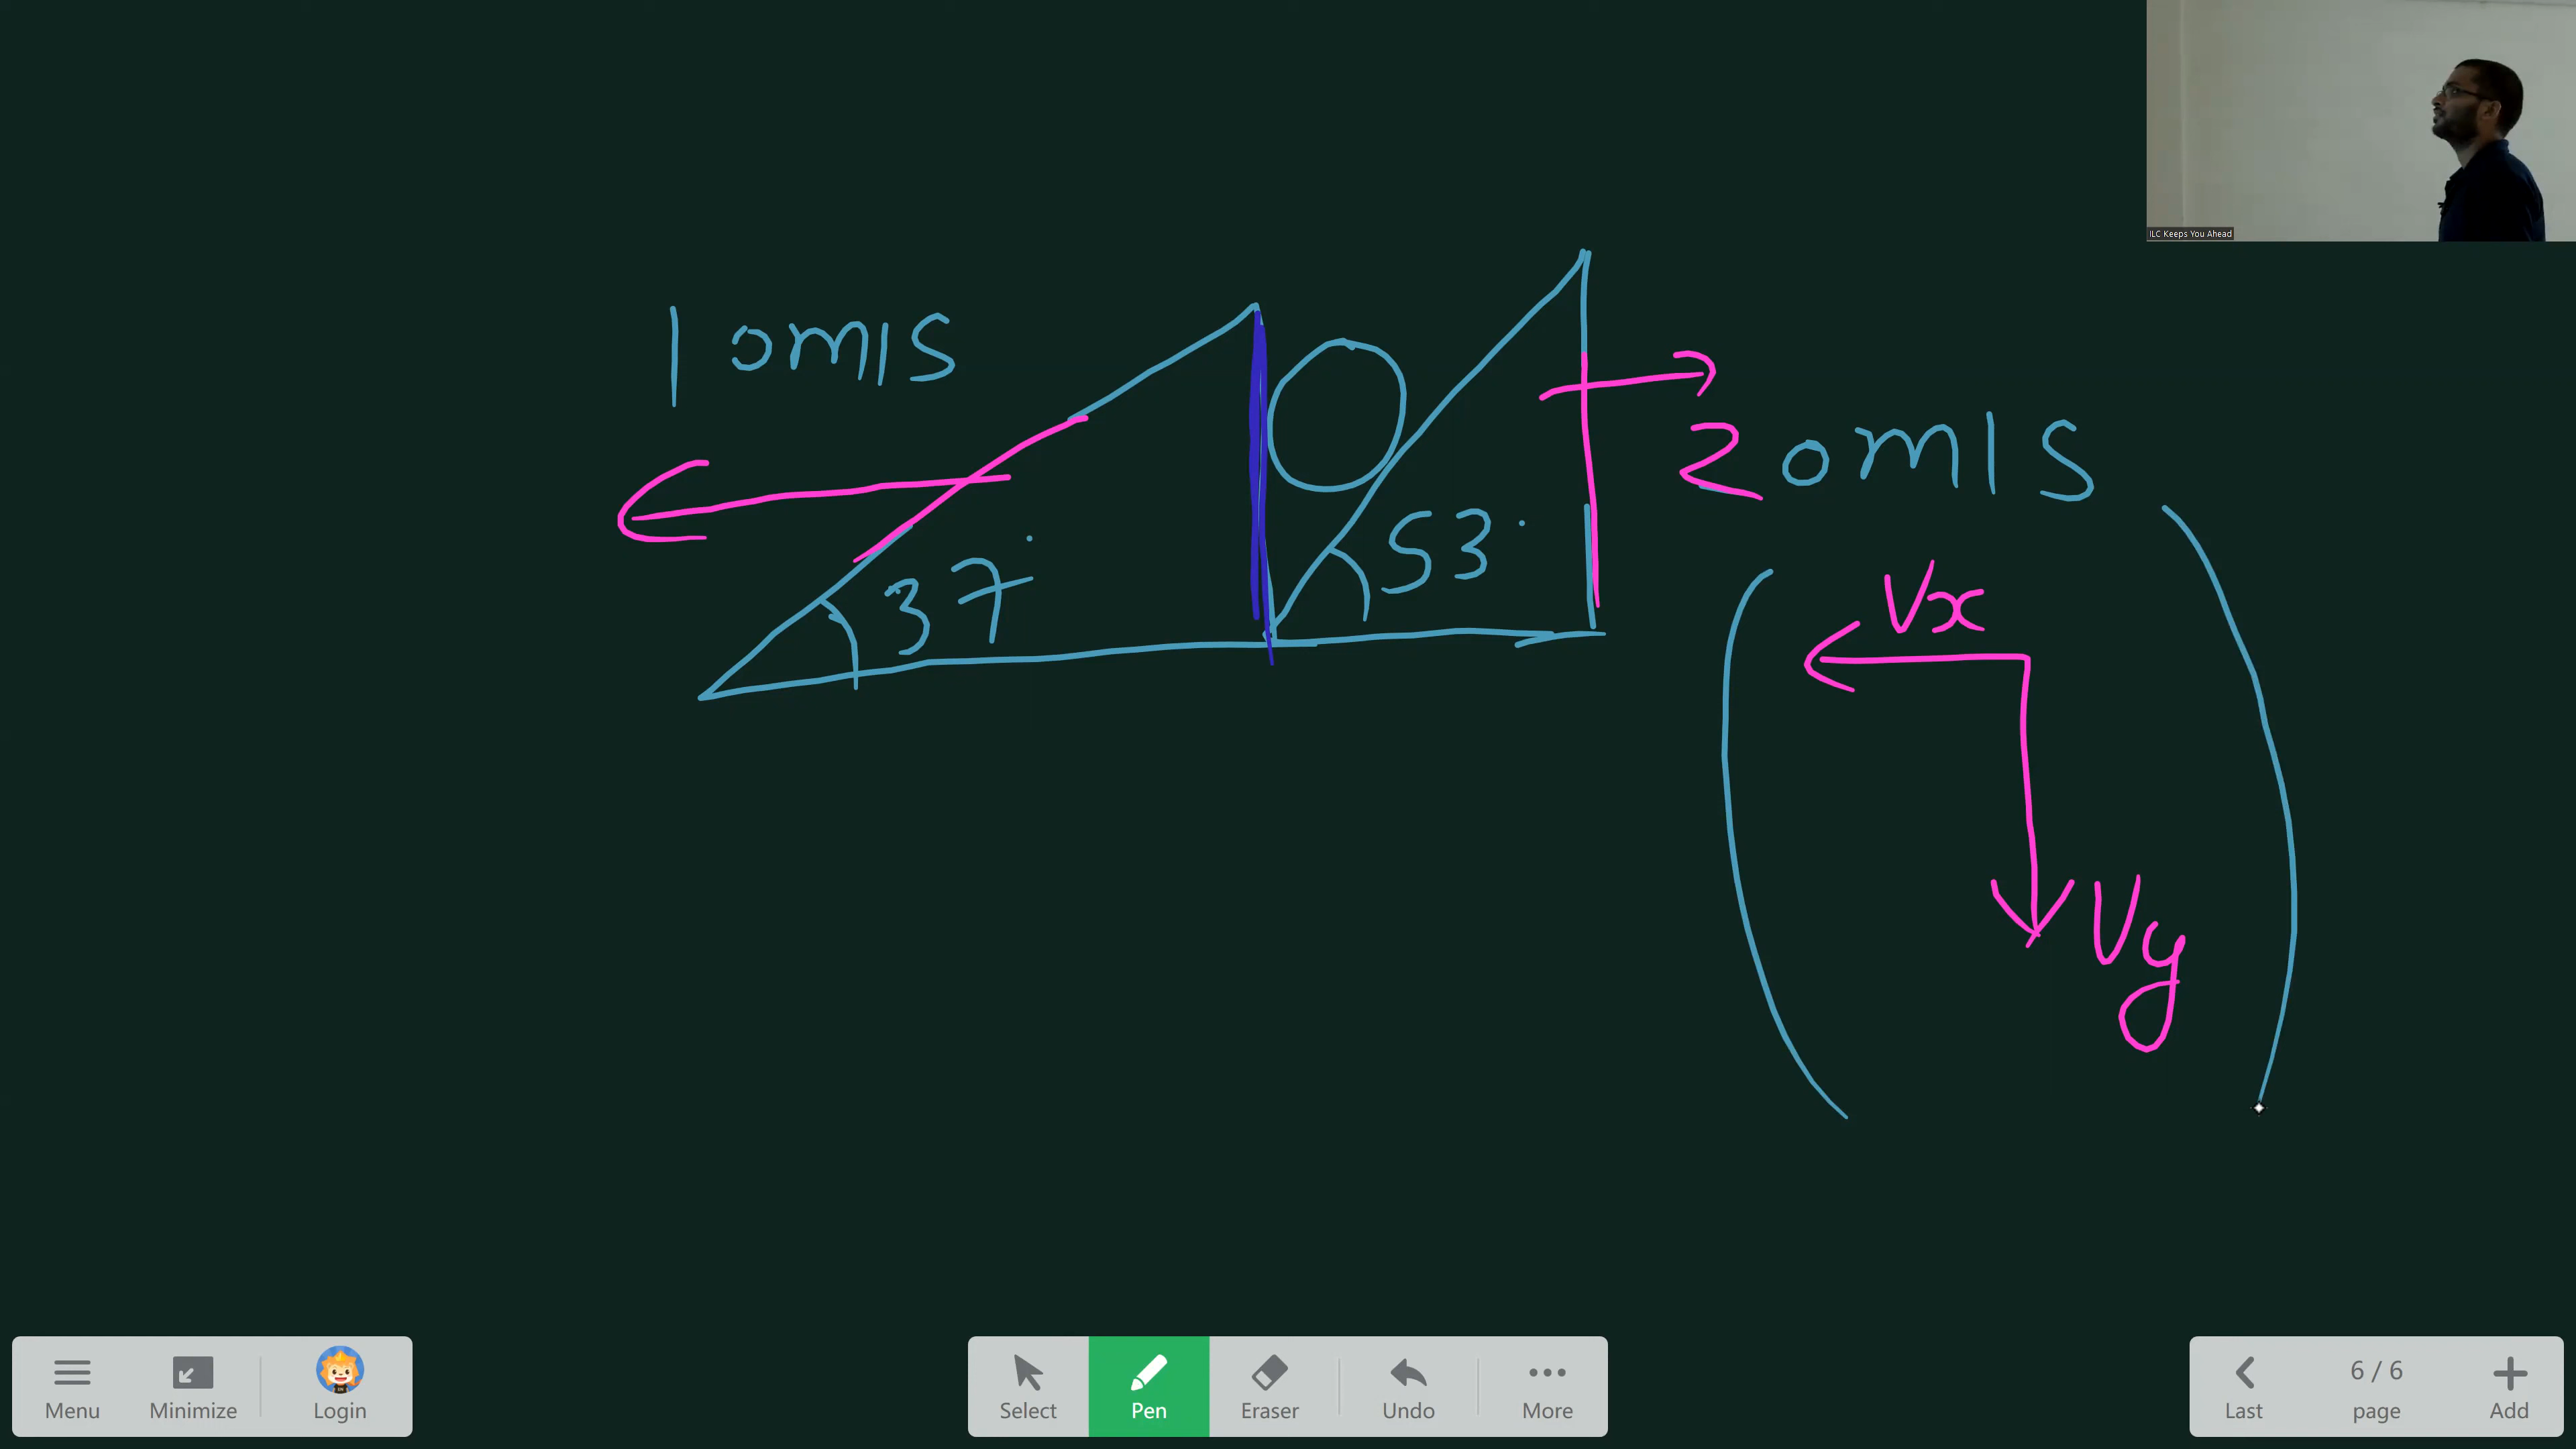 ILC Keeps You Ahead
10m/s
20m/s
37°
53°
Vx
Vy
Menu
Minimize
Login
Select
Pen
Eraser
Undo
More
Last
6 / 6
page
Add